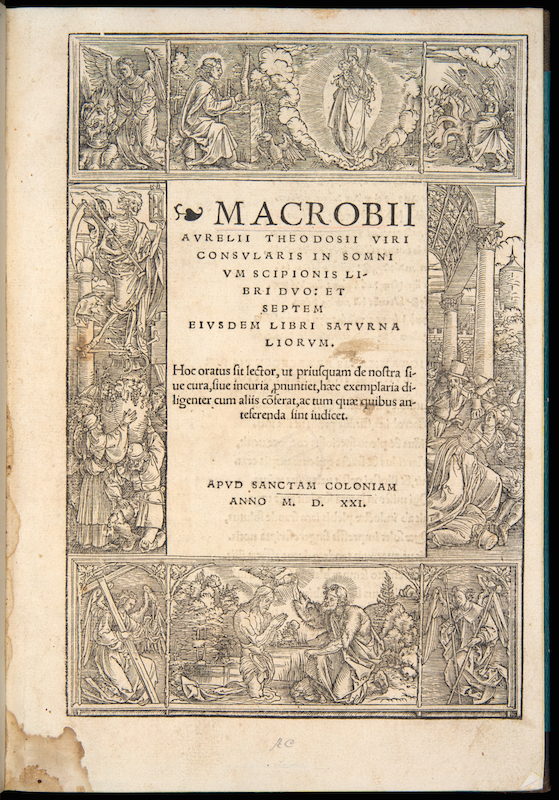 MACROBII
AVRELII THEODOSII VIRI
CONSVLARIS IN SOMNI
VM SCIPIONIS LI-
BRI DVO: ET
SEPTEM
EIVSDEM LIBRI SATVRNA
LIORVM.
Hoc oratus sit lector, ut priusquam de nostra si-
ue cura, siue incuria ,pnuntiet, hæc exemplaria di-
ligenter cum aliis cõferat, ac tum quæ quibus an-
teferenda sint iudicet.
APVD SANCTAM COLONIAM
ANNO M. D. XXI.